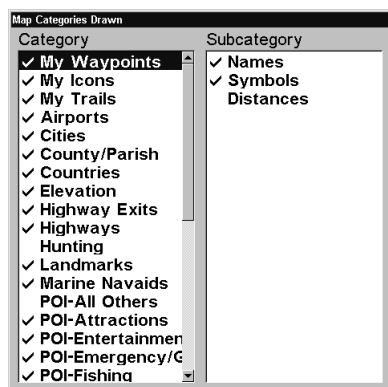 Map Categories Drawn
Category
My Waypoints
My Icons
My Trails
Airports
Cities
County/Parish
Countries
Elevation
Highway Exits
Highways
Hunting
Landmarks
Marine Navaids
POI-All Others
POI-Attractions
POI-Entertainmen
POI-Emergency/G
POI-Fishing
Subcategory
Names
Symbols
Distances